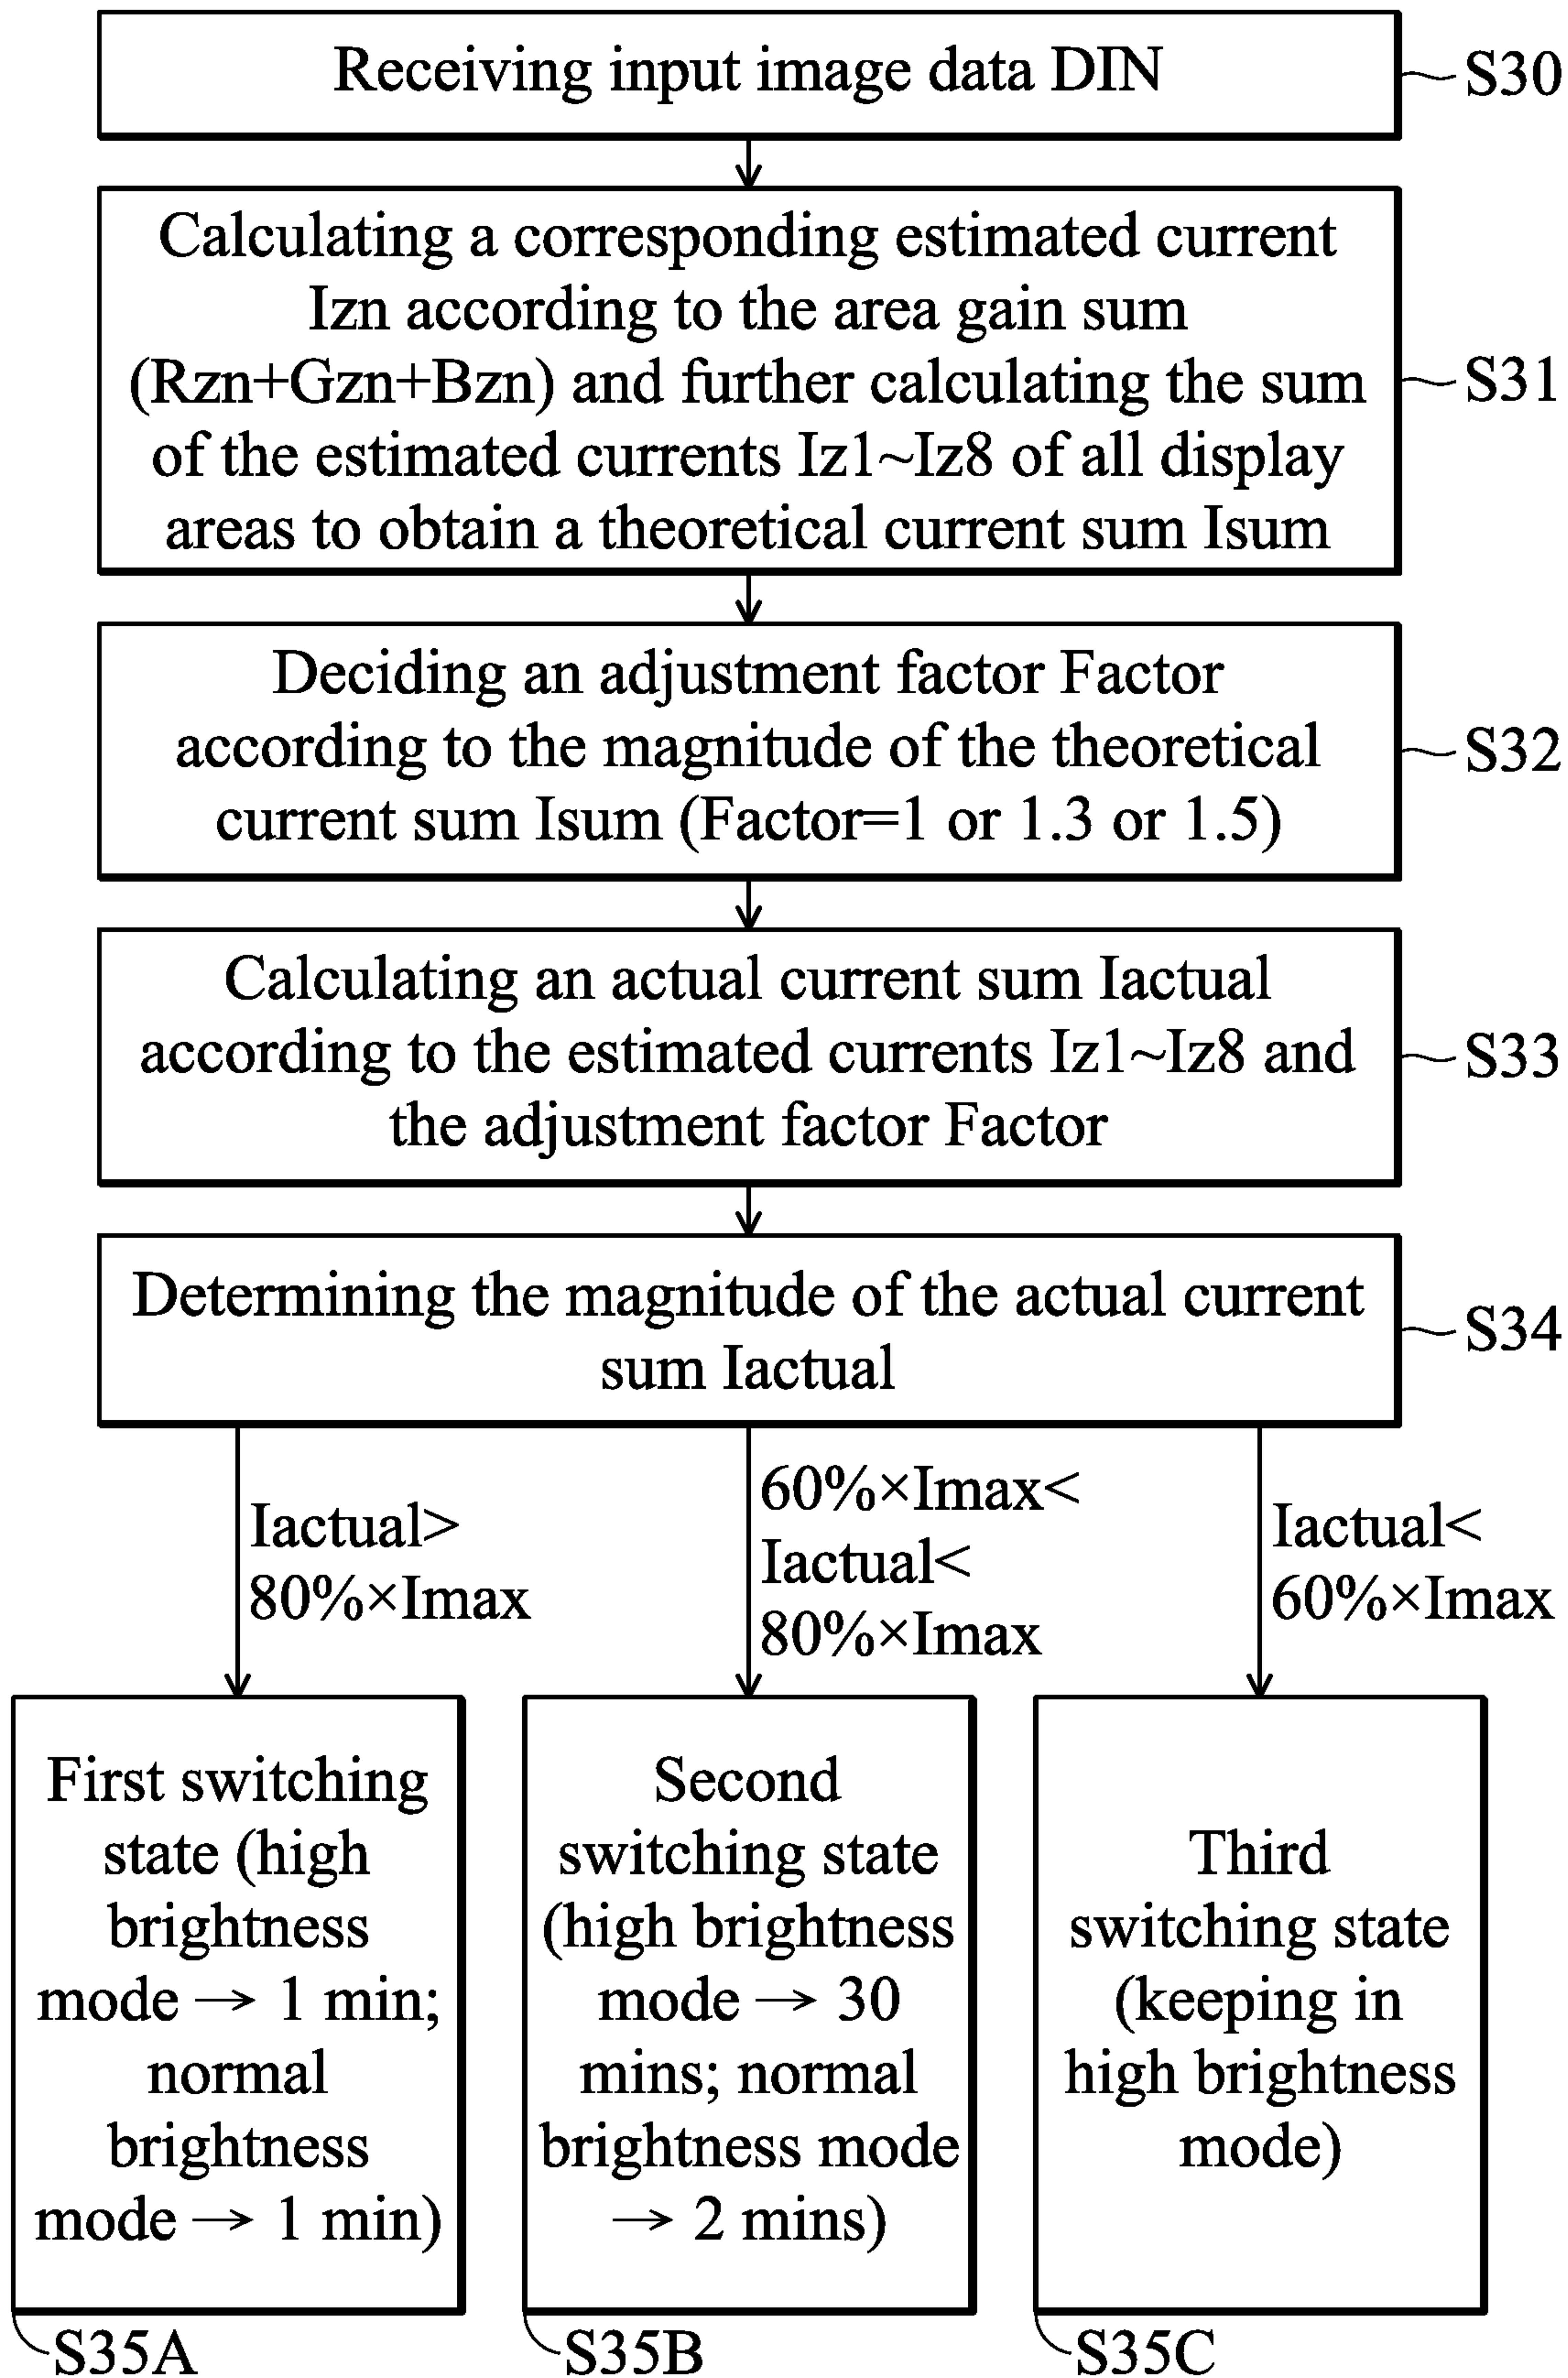 Receiving input image data DIN
S30
Calculating a corresponding estimated current
Izn according to the area gain sum
(Rzn+Gzn+Bzn) and further calculating the sum
of the estimated currents Iz1~Iz8 of all display
areas to obtain a theoretical current sum Isum
S31
Deciding an adjustment factor Factor
according to the magnitude of the theoretical
current sum Isum (Factor=1 or 1.3 or 1.5)
S32
Calculating an actual current sum Iactual
according to the estimated currents Iz1~Iz8 and
the adjustment factor Factor
S33
Determining the magnitude of the actual current
sum Iactual
S34
Iactual>
80%×Imax
60%×Imax<
Iactual<
80%×Imax
Iactual<
60%×Imax
First switching
state (high
brightness
mode → 1 min;
normal
brightness
mode → 1 min)
S35A
Second
switching state
(high brightness
mode → 30
mins; normal
brightness mode
→ 2 mins)
S35B
Third
switching state
(keeping in
high brightness
mode)
S35C